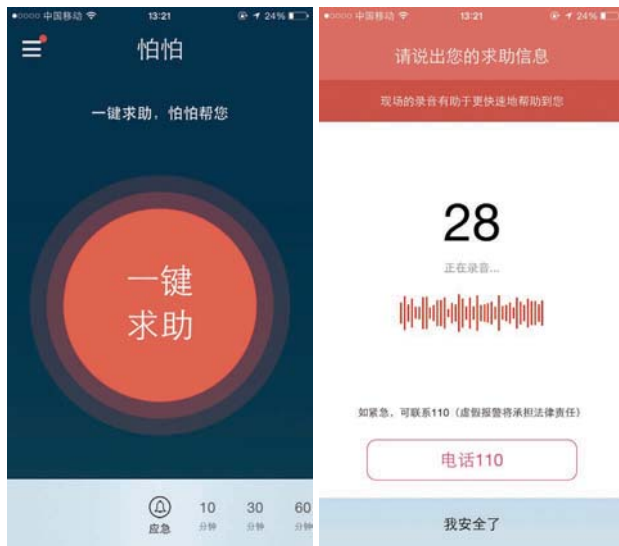 中国移动 13:21 24%
怕怕
一键求助，怕怕帮您
一键
求助
应急
10
分钟
30
分钟
60
分钟
中国移动 13:21 24%
请说出您的求助信息
现场的录音有助于更快速地帮助到您
28
正在录音...
如紧急，可联系110（虚假报警将承担法律责任）
电话110
我安全了